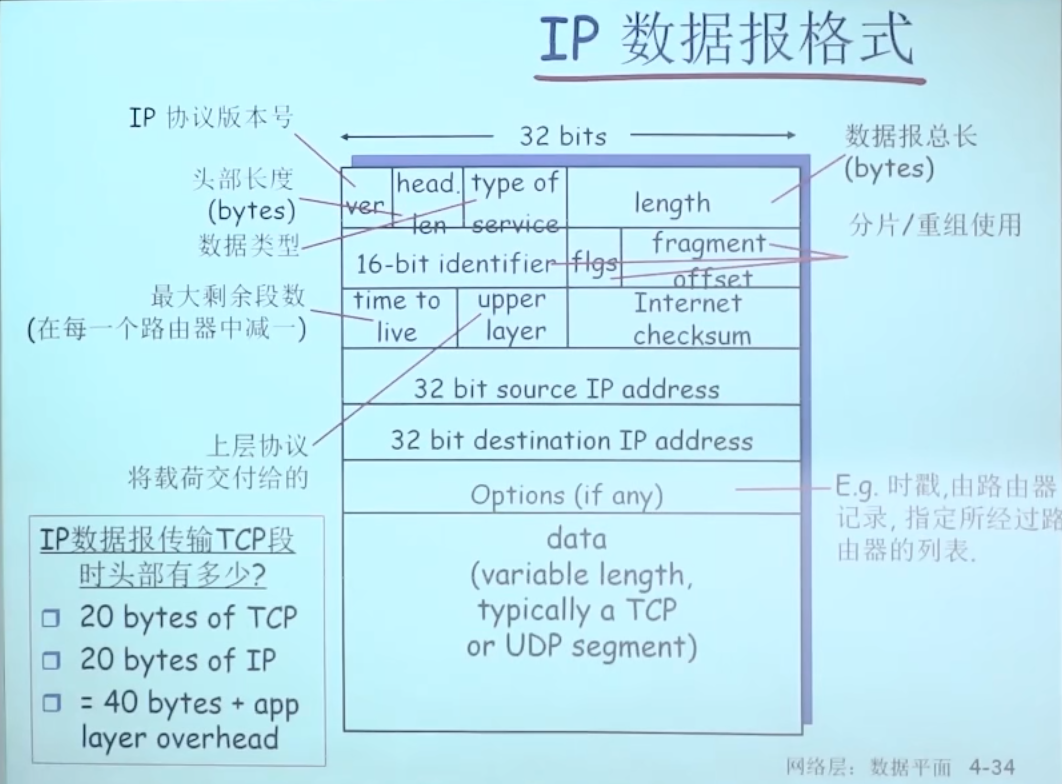 IP 数据报格式
IP 协议版本号
32 bits
数据报总长
(bytes)
头部长度
(bytes)
数据类型
ver
head.
len
type of
service
length
分片/重组使用
16-bit identifier
flgs
fragment
offset
最大剩余段数
(在每一个路由器中减一)
time to
live
upper
layer
Internet
checksum
32 bit source IP address
32 bit destination IP address
上层协议
将载荷交付给的
Options (if any)
E.g. 时戳,由路由器
记录, 指定所经过路
由器的列表.
data
(variable length,
typically a TCP
or UDP segment)
IP数据报传输TCP段
时头部有多少?
20 bytes of TCP
20 bytes of IP
= 40 bytes + app
layer overhead
网络层：数据平面 4-34